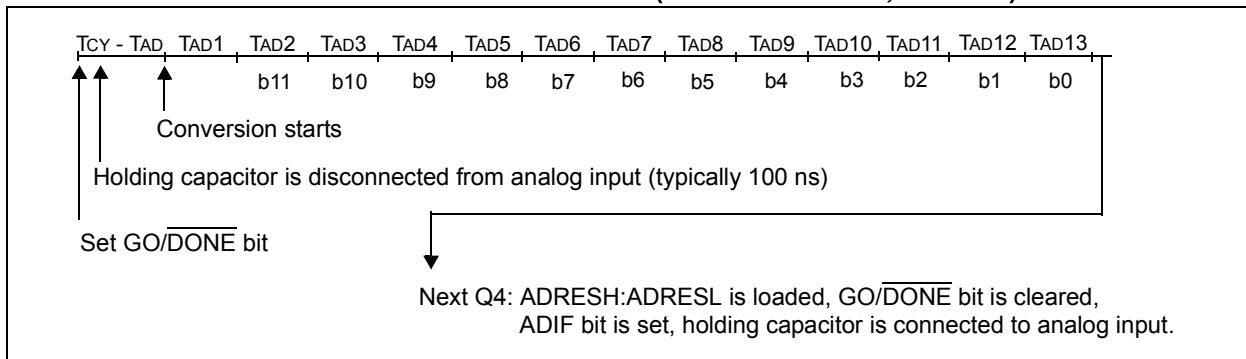 TCY - TAD TAD1 TAD2 TAD3 TAD4 TAD5 TAD6 TAD7 TAD8 TAD9 TAD10 TAD11 TAD12 TAD13
b11 b10 b9 b8 b7 b6 b5 b4 b3 b2 b1 b0
Conversion starts
Holding capacitor is disconnected from analog input (typically 100 ns)
Set GO/DONE bit
Next Q4: ADRESH:ADRESL is loaded, GO/DONE bit is cleared,
ADIF bit is set, holding capacitor is connected to analog input.